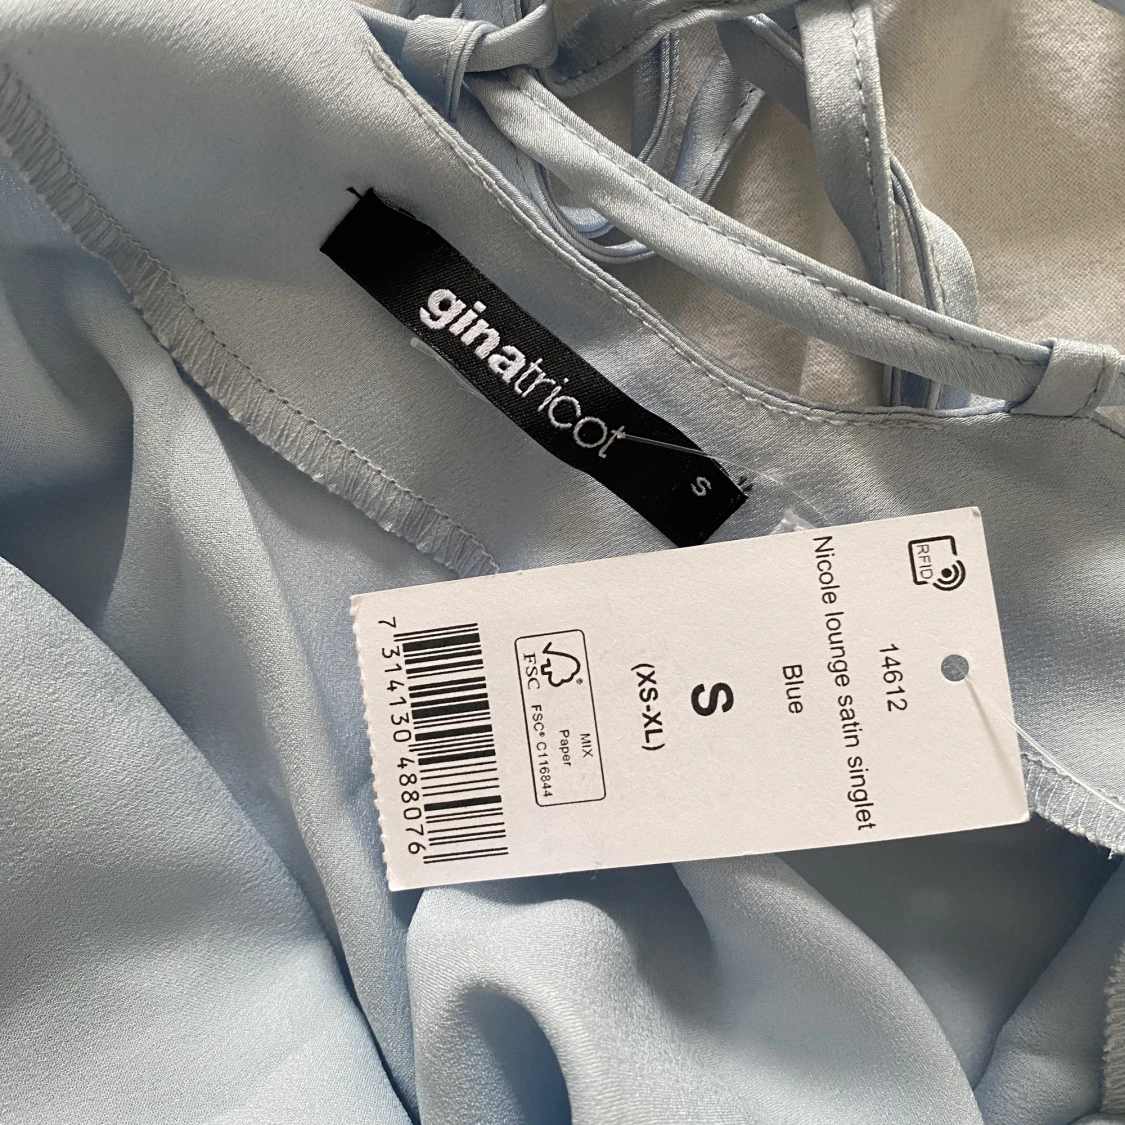 ginatricot
S
RFID
14612
Nicole lounge satin singlet
Blue
S
(XS-XL)
MIX
Paper
FSC® C116844
FSC
7 314130 488076